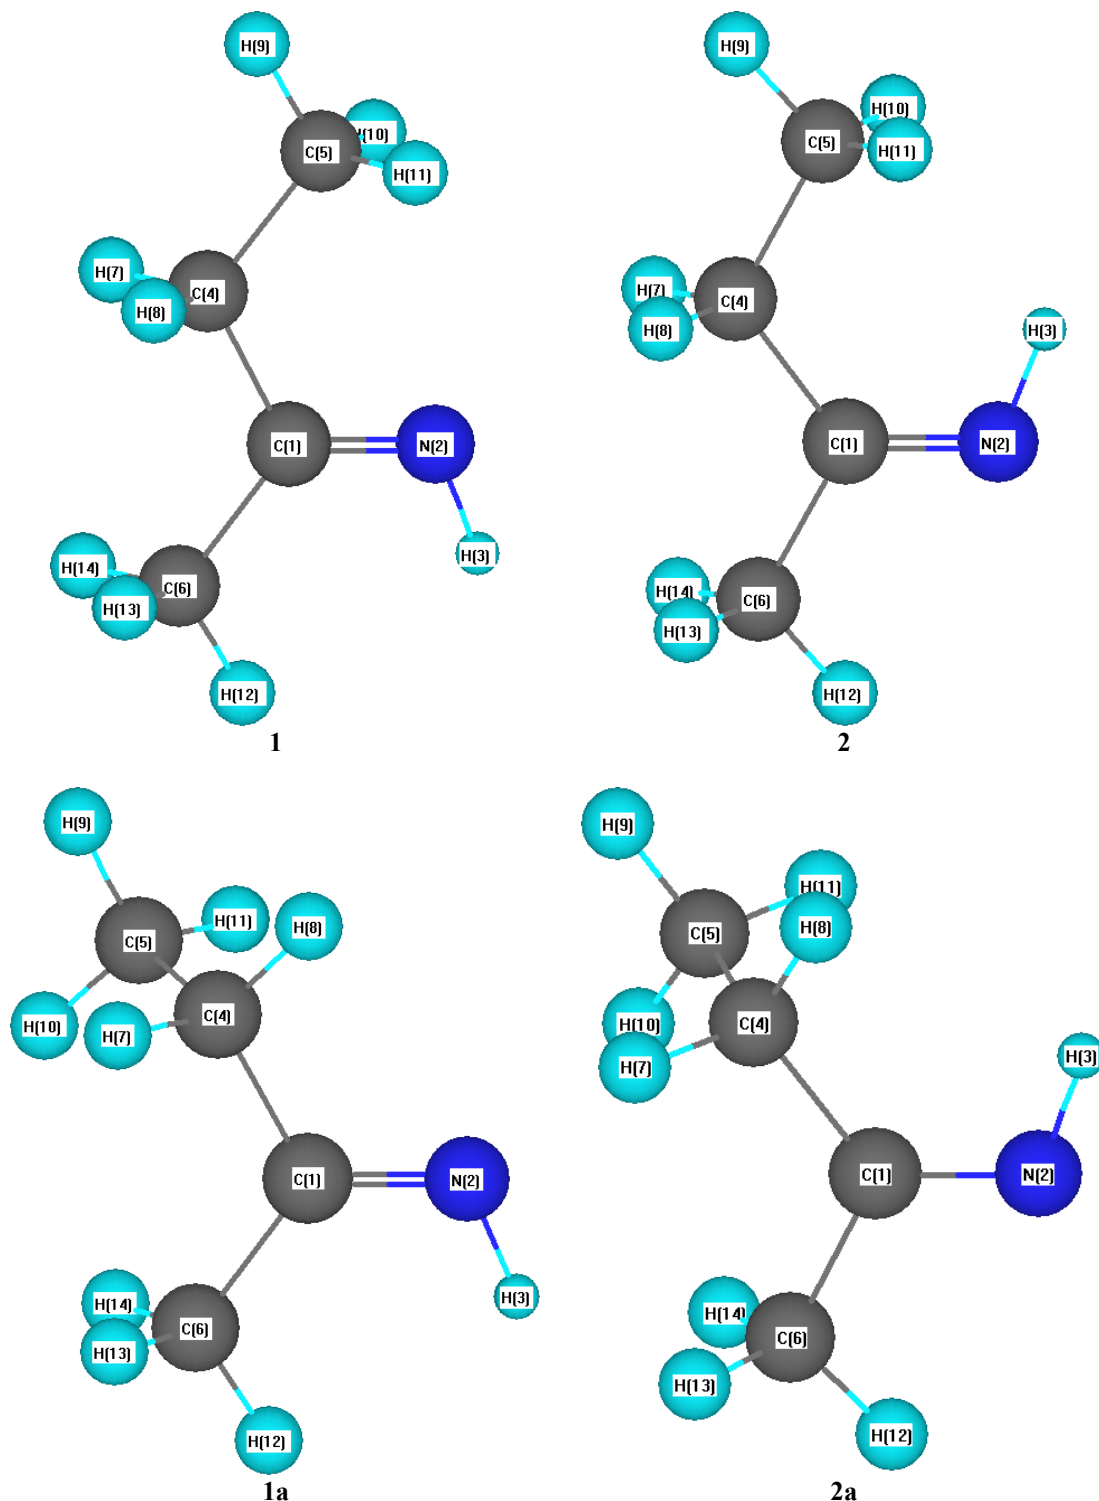 H(9)
H(10)
C(5)
H(11)
H(7)
C(4)
H(8)
C(1)
N(2)
H(3)
H(14)
C(6)
H(13)
H(12)
1
H(9)
H(10)
C(5)
H(11)
H(7)
C(4)
H(8)
H(3)
C(1)
N(2)
H(14)
C(6)
H(13)
H(12)
2
H(9)
H(11)
H(8)
C(5)
H(10)
C(4)
H(7)
C(1)
N(2)
H(3)
H(14)
C(6)
H(13)
H(12)
1a
H(9)
H(11)
H(8)
C(5)
H(10)
C(4)
H(7)
H(3)
C(1)
N(2)
H(14)
C(6)
H(13)
H(12)
2a